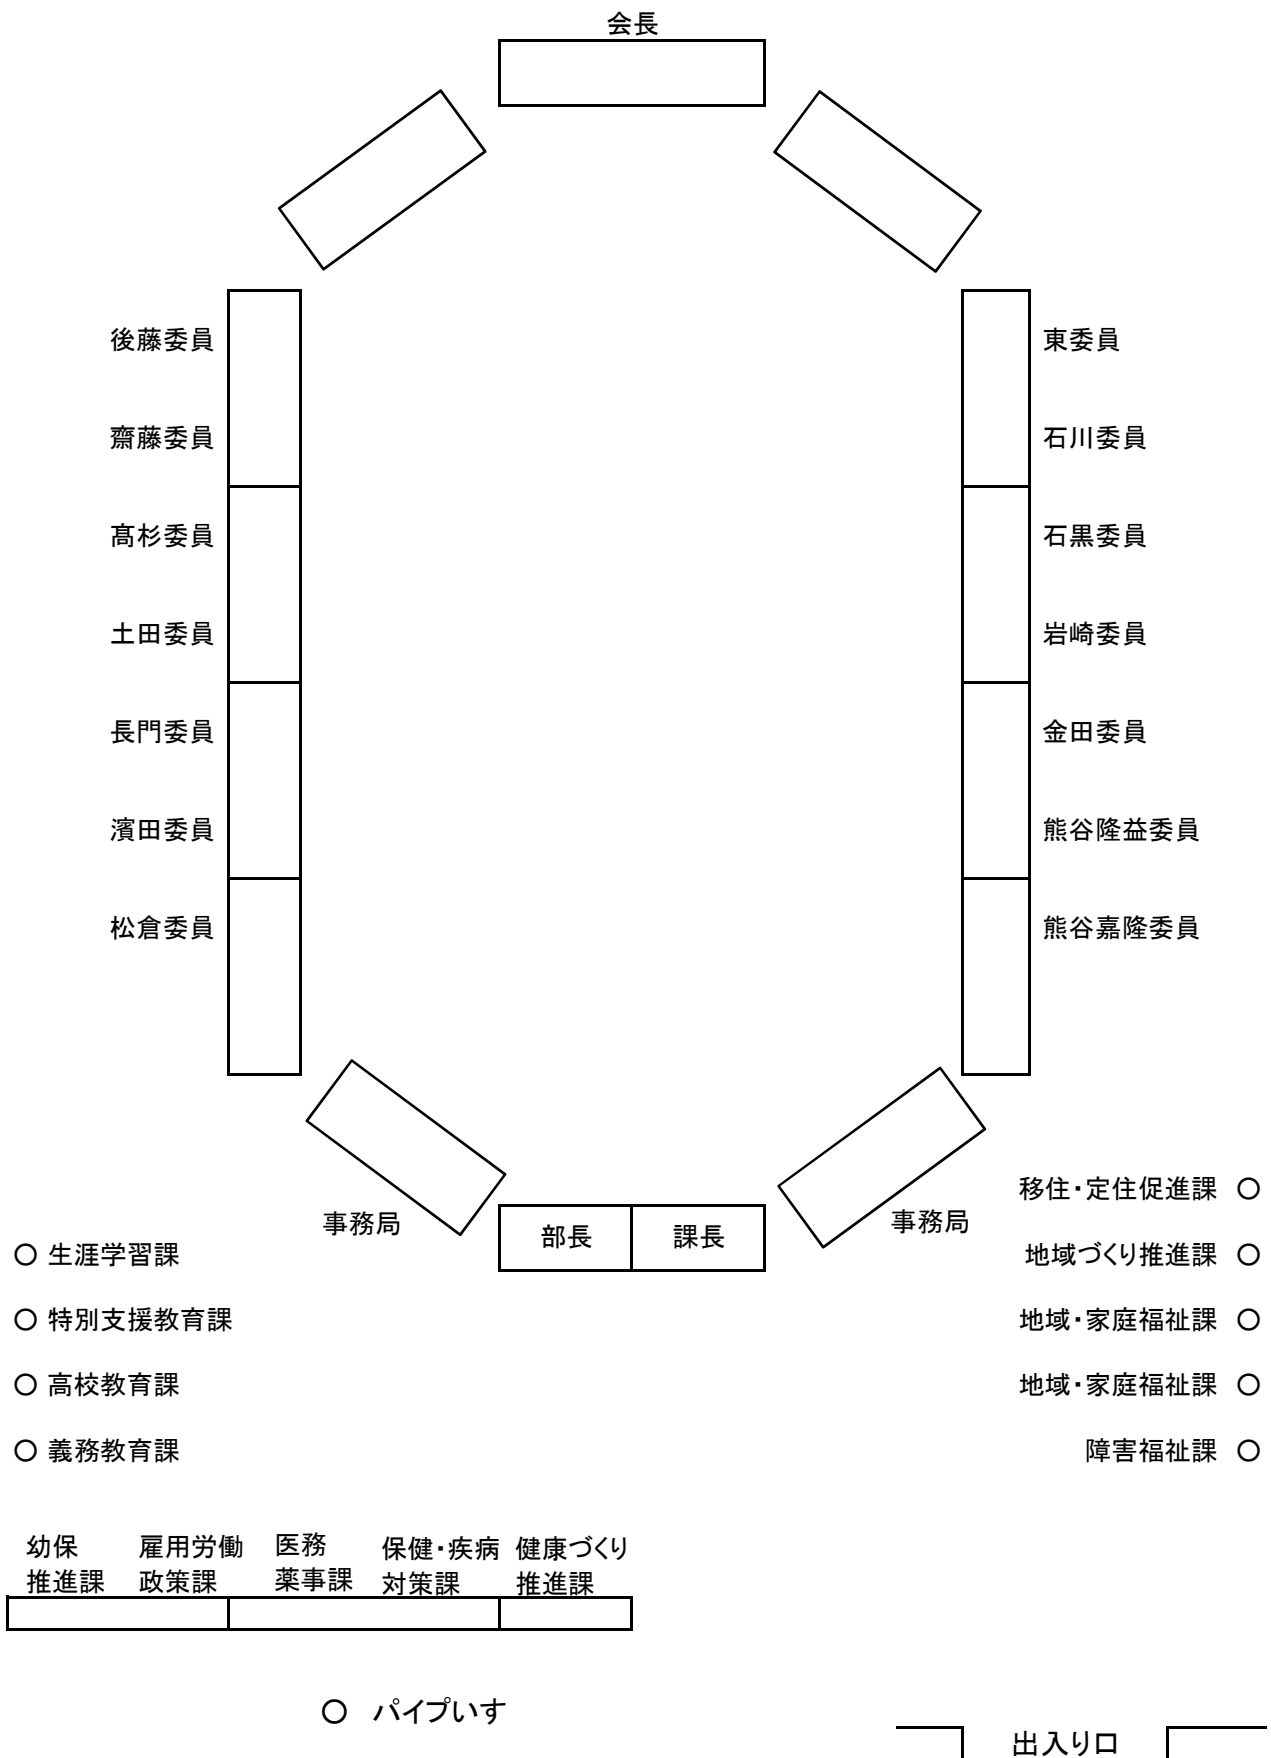 会長
後藤委員
東委員
齋藤委員
石川委員
髙杉委員
石黒委員
土田委員
岩崎委員
長門委員
金田委員
濱田委員
熊谷隆益委員
松倉委員
熊谷嘉隆委員
移住・定住促進課 ○
事務局
部長
課長
事務局
○ 生涯学習課
地域づくり推進課 ○
○ 特別支援教育課
地域・家庭福祉課 ○
○ 高校教育課
地域・家庭福祉課 ○
○ 義務教育課
障害福祉課 ○
幼保
推進課
雇用労働
政策課
医務
薬事課
保健・疾病
対策課
健康づくり
推進課
○ パイプいす
出入り口